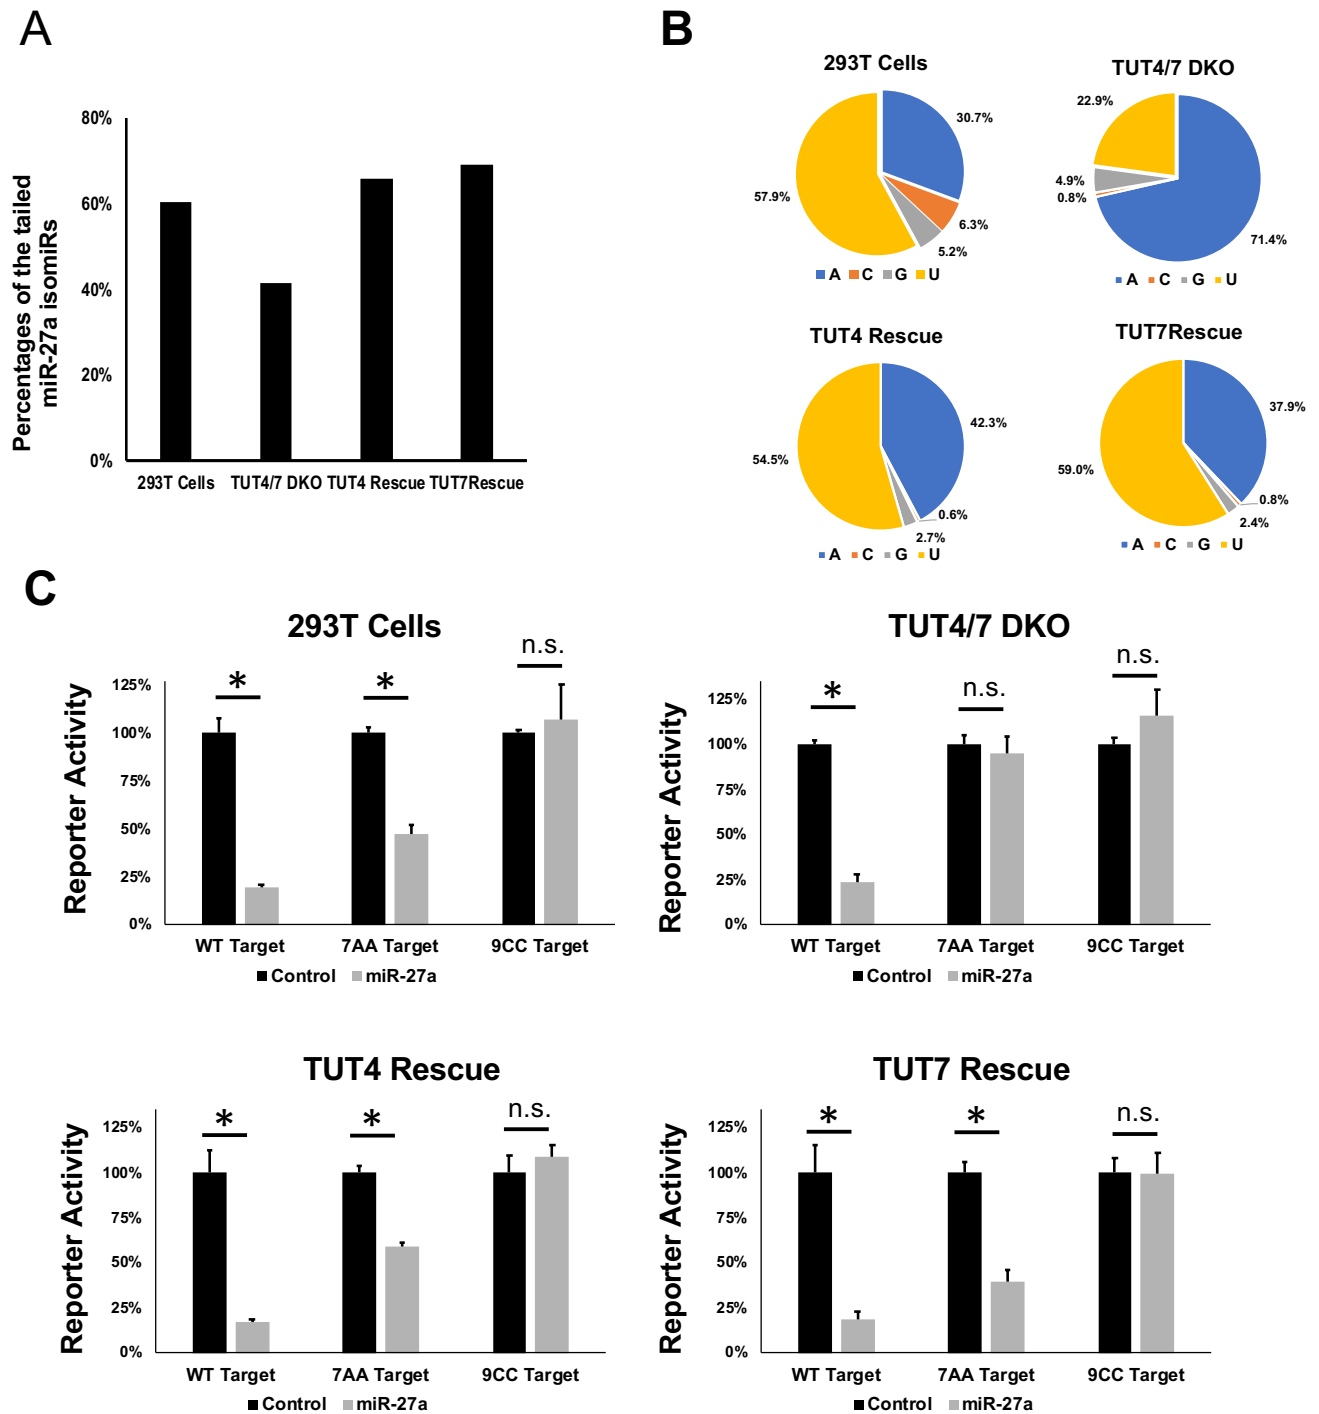 A
Percentages of the tailed
miR-27a isomiRs
80%
60%
40%
20%
0%
293T Cells TUT4/7 DKO TUT4 Rescue TUT7Rescue
B
293T Cells
30.7%
6.3%
5.2%
57.9%
A C G U
TUT4/7 DKO
22.9%
4.9%
0.8%
71.4%
A C G U
TUT4 Rescue
42.3%
0.6%
2.7%
54.5%
A C G U
TUT7Rescue
37.9%
0.8%
2.4%
59.0%
A C G U
C
293T Cells
Reporter Activity
125%
100%
75%
50%
25%
0%
* * n.s.
WT Target 7AA Target 9CC Target
Control miR-27a
TUT4/7 DKO
Reporter Activity
125%
100%
75%
50%
25%
0%
* n.s. n.s.
WT Target 7AA Target 9CC Target
Control miR-27a
TUT4 Rescue
Reporter Activity
125%
100%
75%
50%
25%
0%
* * n.s.
WT Target 7AA Target 9CC Target
Control miR-27a
TUT7 Rescue
Reporter Activity
125%
100%
75%
50%
25%
0%
* * n.s.
WT Target 7AA Target 9CC Target
Control miR-27a